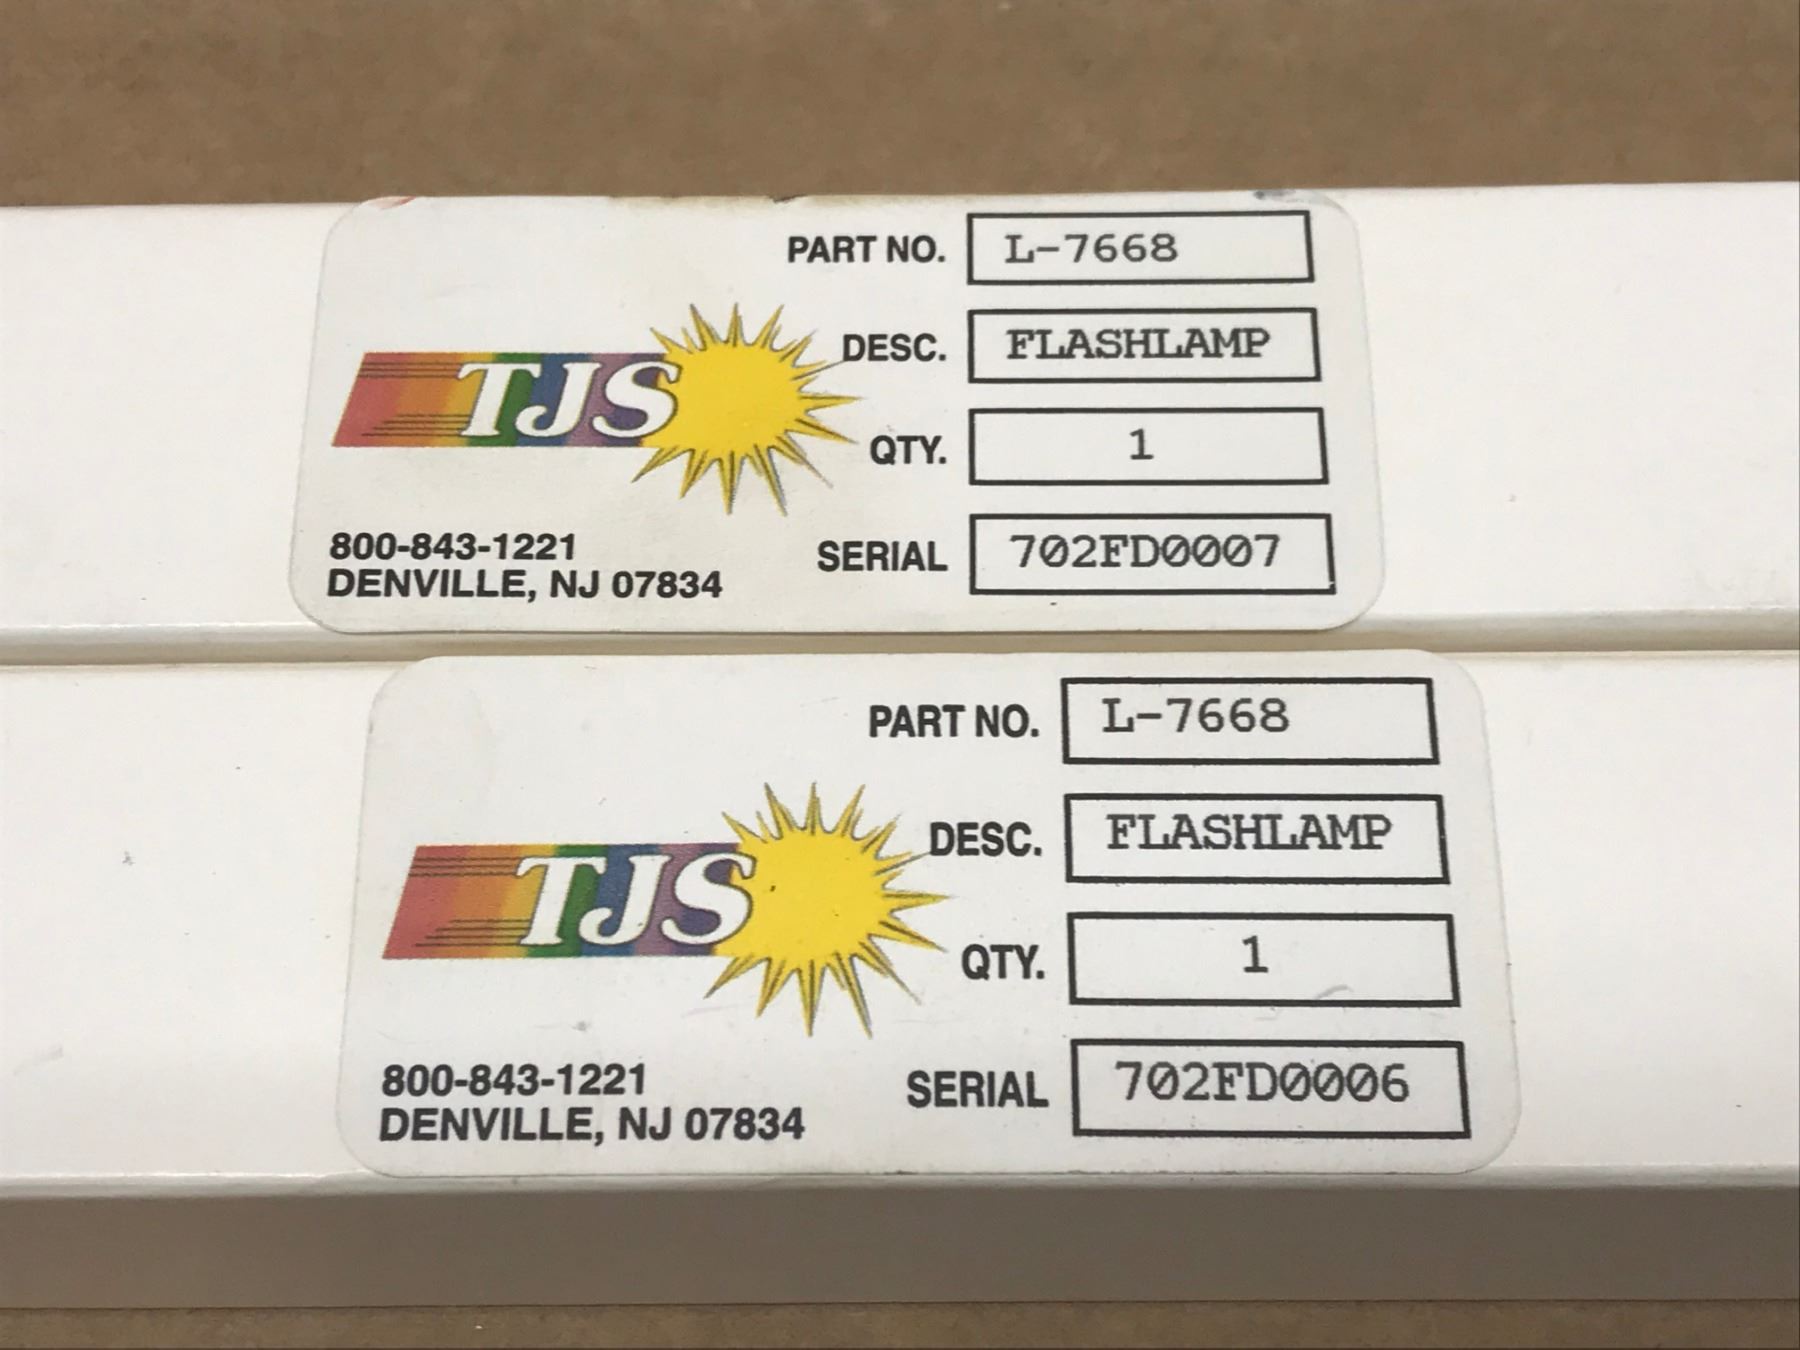 PART NO. L-7668
TJS
DESC. FLASHLAMP
QTY. 1
800-843-1221
DENVILLE, NJ 07834
SERIAL 702FD0007
PART NO. L-7668
TJS
DESC. FLASHLAMP
QTY. 1
800-843-1221
DENVILLE, NJ 07834
SERIAL 702FD0006